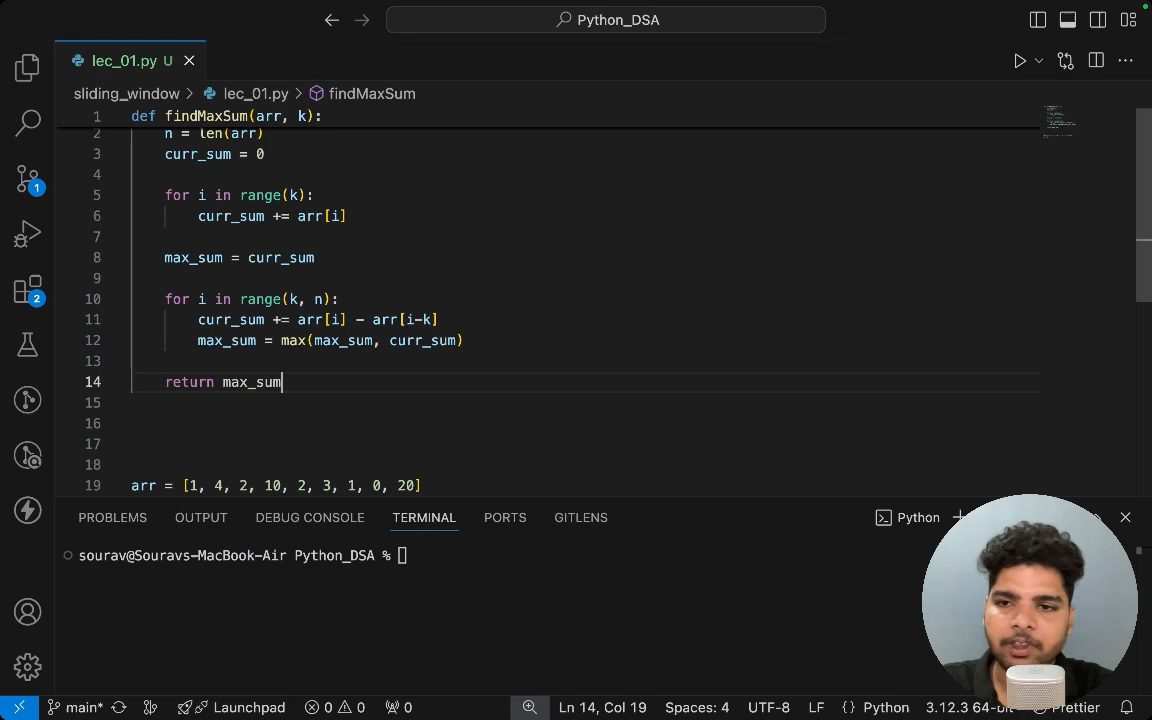 Python_DSA
lec_01.py U
sliding_window > lec_01.py > findMaxSum
1 def findMaxSum(arr, k):
2 n = len(arr)
3 curr_sum = 0
4
5 for i in range(k):
6 curr_sum += arr[i]
7
8 max_sum = curr_sum
9
10 for i in range(k, n):
11 curr_sum += arr[i] - arr[i-k]
12 max_sum = max(max_sum, curr_sum)
13
14 return max_sum
15
16
17
18
19 arr = [1, 4, 2, 10, 2, 3, 1, 0, 20]
1
2
PROBLEMS OUTPUT DEBUG CONSOLE TERMINAL PORTS GITLENS Python
sourav@Souravs-MacBook-Air Python_DSA %
main* Launchpad 0 0 0 Ln 14, Col 19 Spaces: 4 UTF-8 LF {} Python 3.12.3 64-bit Prettier